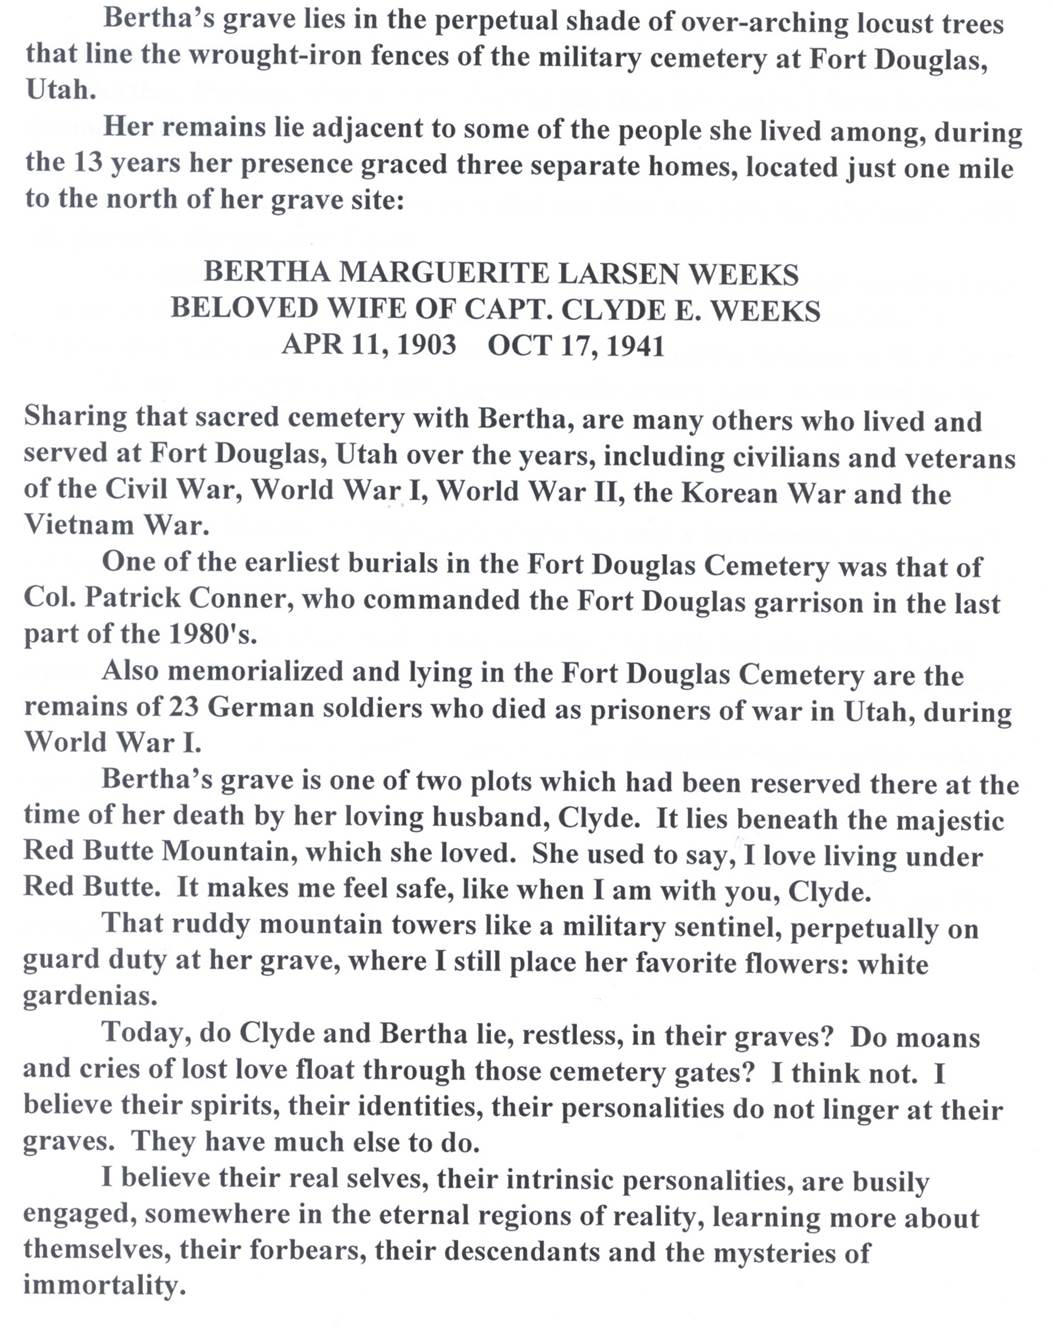 Bertha’s grave lies in the perpetual shade of over-arching locust trees
that line the wrought-iron fences of the military cemetery at Fort Douglas,
Utah.
Her remains lie adjacent to some of the people she lived among, during
the 13 years her presence graced three separate homes, located just one mile
to the north of her grave site:
BERTHA MARGUERITE LARSEN WEEKS
BELOVED WIFE OF CAPT. CLYDE E. WEEKS
APR 11, 1903 OCT 17, 1941
Sharing that sacred cemetery with Bertha, are many others who lived and
served at Fort Douglas, Utah over the years, including civilians and veterans
of the Civil War, World War I, World War II, the Korean War and the
Vietnam War.
One of the earliest burials in the Fort Douglas Cemetery was that of
Col. Patrick Conner, who commanded the Fort Douglas garrison in the last
part of the 1980's.
Also memorialized and lying in the Fort Douglas Cemetery are the
remains of 23 German soldiers who died as prisoners of war in Utah, during
World War I.
Bertha’s grave is one of two plots which had been reserved there at the
time of her death by her loving husband, Clyde. It lies beneath the majestic
Red Butte Mountain, which she loved. She used to say, I love living under
Red Butte. It makes me feel safe, like when I am with you, Clyde.
That ruddy mountain towers like a military sentinel, perpetually on
guard duty at her grave, where I still place her favorite flowers: white
gardenias.
Today, do Clyde and Bertha lie, restless, in their graves? Do moans
and cries of lost love float through those cemetery gates? I think not. I
believe their spirits, their identities, their personalities do not linger at their
graves. They have much else to do.
I believe their real selves, their intrinsic personalities, are busily
engaged, somewhere in the eternal regions of reality, learning more about
themselves, their forbears, their descendants and the mysteries of
immortality.